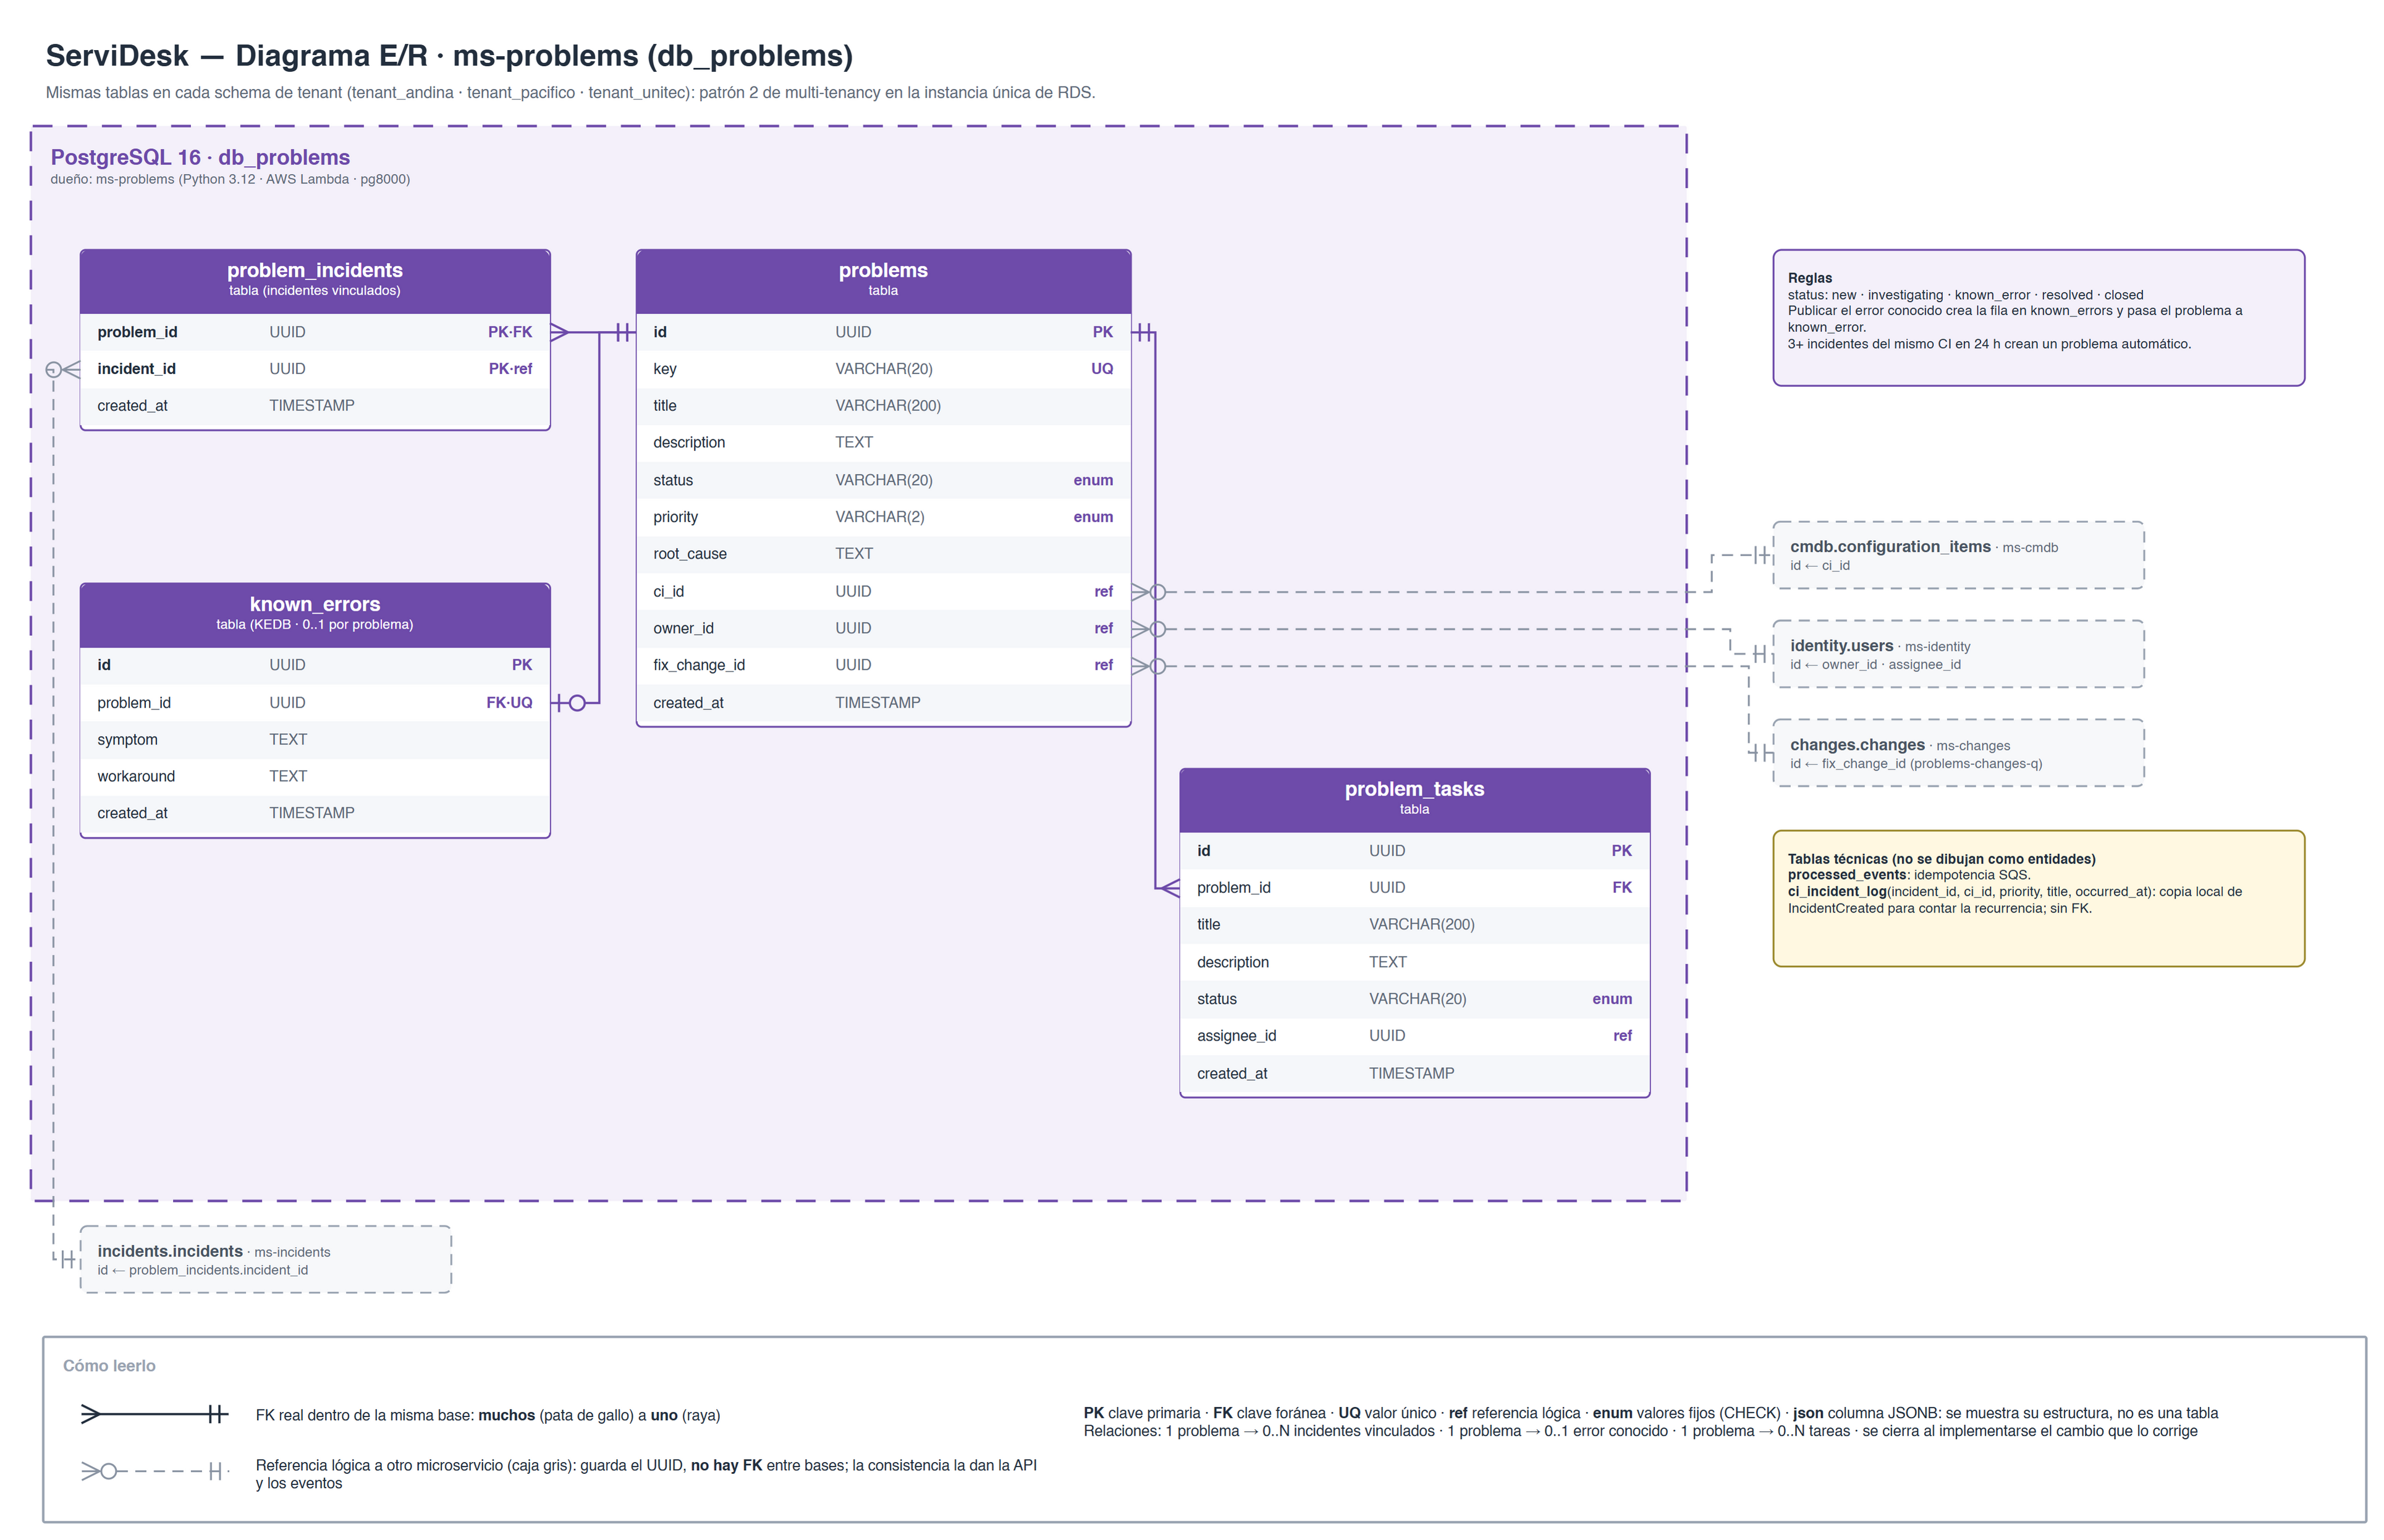 ServiDesk — Diagrama E/R · ms-problems (db_problems)
Mismas tablas en cada schema de tenant (tenant_andina · tenant_pacifico · tenant_unitec): patrón 2 de multi-tenancy en la instancia única de RDS.
PostgreSQL 16 · db_problems
dueño: ms-problems (Python 3.12 · AWS Lambda · pg8000)
problem_incidents
tabla (incidentes vinculados)
problem_id UUID PK·FK
incident_id UUID PK·ref
created_at TIMESTAMP
problems
tabla
id UUID PK
key VARCHAR(20) UQ
title VARCHAR(200)
description TEXT
status VARCHAR(20) enum
priority VARCHAR(2) enum
root_cause TEXT
ci_id UUID ref
owner_id UUID ref
fix_change_id UUID ref
created_at TIMESTAMP
known_errors
tabla (KEDB · 0..1 por problema)
id UUID PK
problem_id UUID FK·UQ
symptom TEXT
workaround TEXT
created_at TIMESTAMP
problem_tasks
tabla
id UUID PK
problem_id UUID FK
title VARCHAR(200)
description TEXT
status VARCHAR(20) enum
assignee_id UUID ref
created_at TIMESTAMP
Reglas
status: new · investigating · known_error · resolved · closed
Publicar el error conocido crea la fila en known_errors y pasa el problema a
known_error.
3+ incidentes del mismo CI en 24 h crean un problema automático.
cmdb.configuration_items · ms-cmdb
id ← ci_id
identity.users · ms-identity
id ← owner_id · assignee_id
changes.changes · ms-changes
id ← fix_change_id (problems-changes-q)
Tablas técnicas (no se dibujan como entidades)
processed_events: idempotencia SQS.
ci_incident_log(incident_id, ci_id, priority, title, occurred_at): copia local de
IncidentCreated para contar la recurrencia; sin FK.
incidents.incidents · ms-incidents
id ← problem_incidents.incident_id
Cómo leerlo
FK real dentro de la misma base: muchos (pata de gallo) a uno (raya)
Referencia lógica a otro microservicio (caja gris): guarda el UUID, no hay FK entre bases; la consistencia la dan la API
y los eventos
PK clave primaria · FK clave foránea · UQ valor único · ref referencia lógica · enum valores fijos (CHECK) · json columna JSONB: se muestra su estructura, no es una tabla
Relaciones: 1 problema → 0..N incidentes vinculados · 1 problema → 0..1 error conocido · 1 problema → 0..N tareas · se cierra al implementarse el cambio que lo corrige